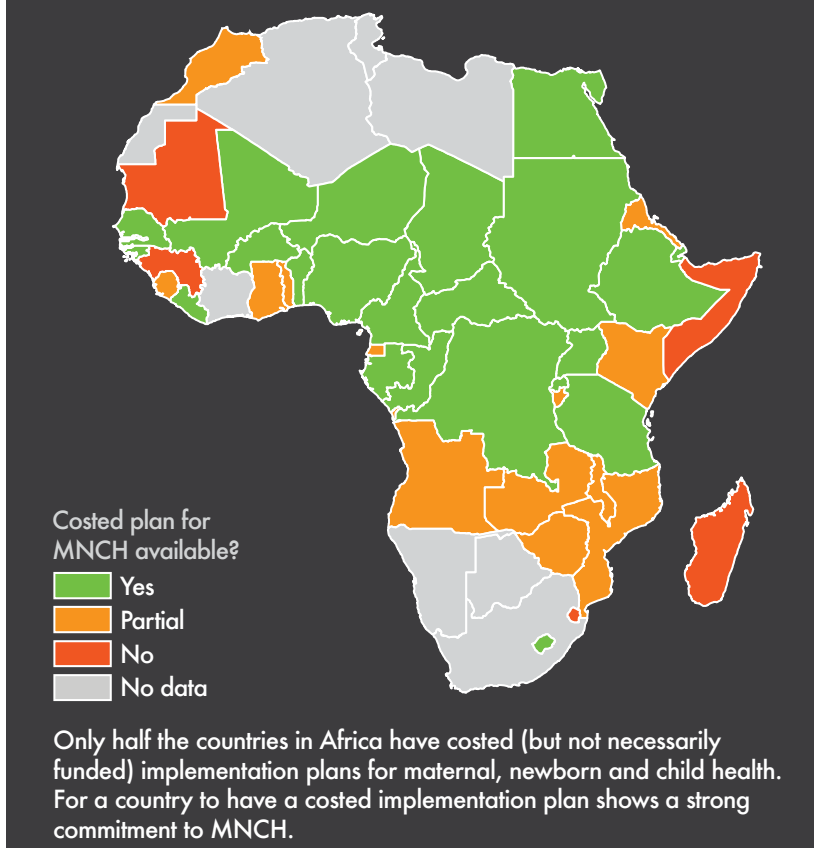 Costed plan for
MNCH available?
Yes
Partial
No
No data
Only half the countries in Africa have costed (but not necessarily
funded) implementation plans for maternal, newborn and child health.
For a country to have a costed implementation plan shows a strong
commitment to MNCH.